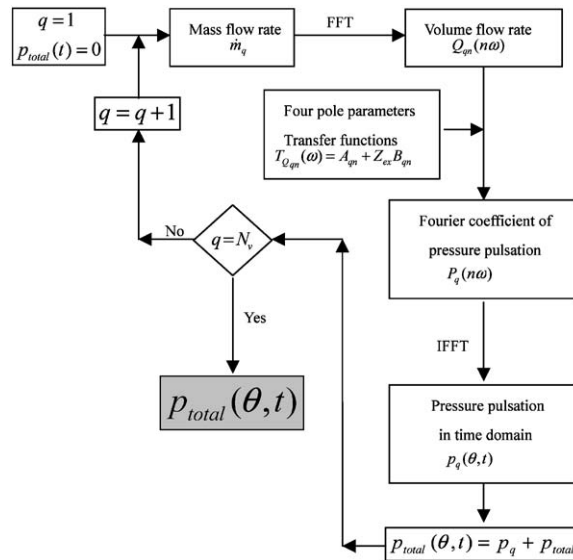 q=1
p_total(t)=0
Mass flow rate
ṁ_q
FFT
Volume flow rate
Q_qn(nω)
q=q+1
Four pole parameters
Transfer functions
T_Qqn(ω)=A_qn+Z_ex B_qn
No
q=N_v
Fourier coefficient of
pressure pulsation
P_q(nω)
Yes
IFFT
p_total(θ,t)
Pressure pulsation
in time domain
p_q(θ,t)
p_total(θ,t)=p_q+p_total